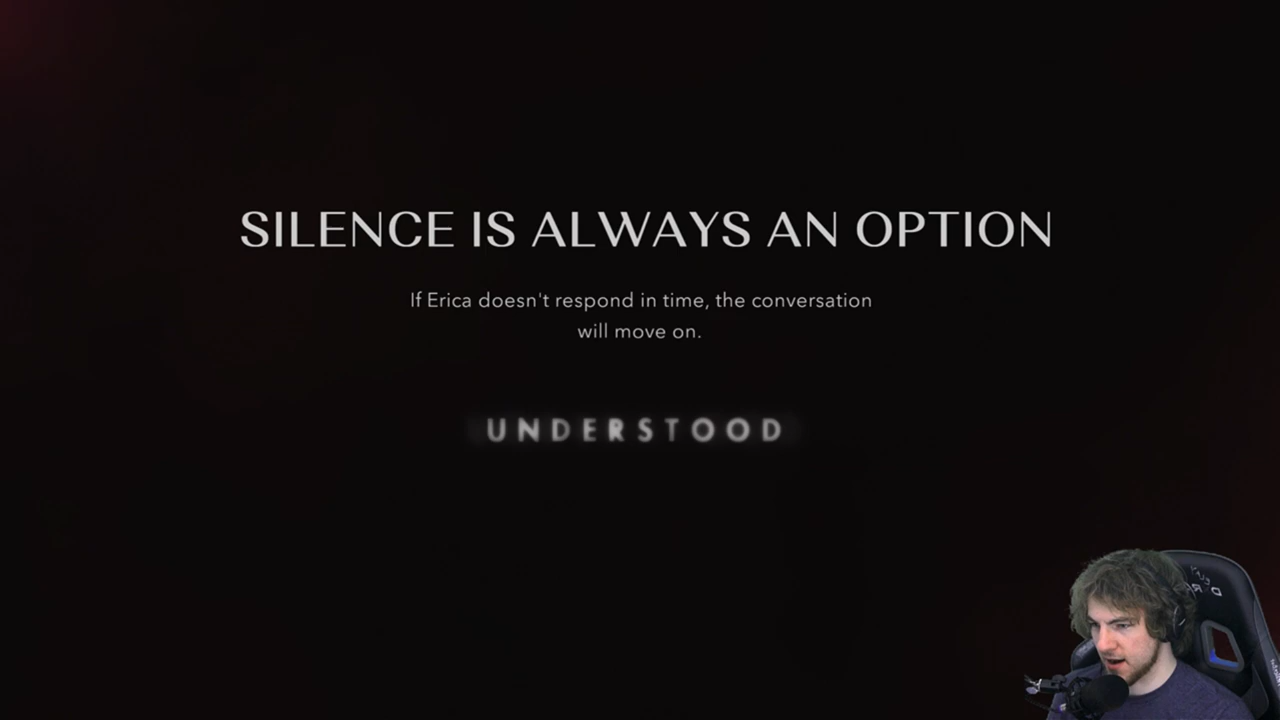 SILENCE IS ALWAYS AN OPTION
If Erica doesn't respond in time, the conversation
will move on.
UNDERSTOOD